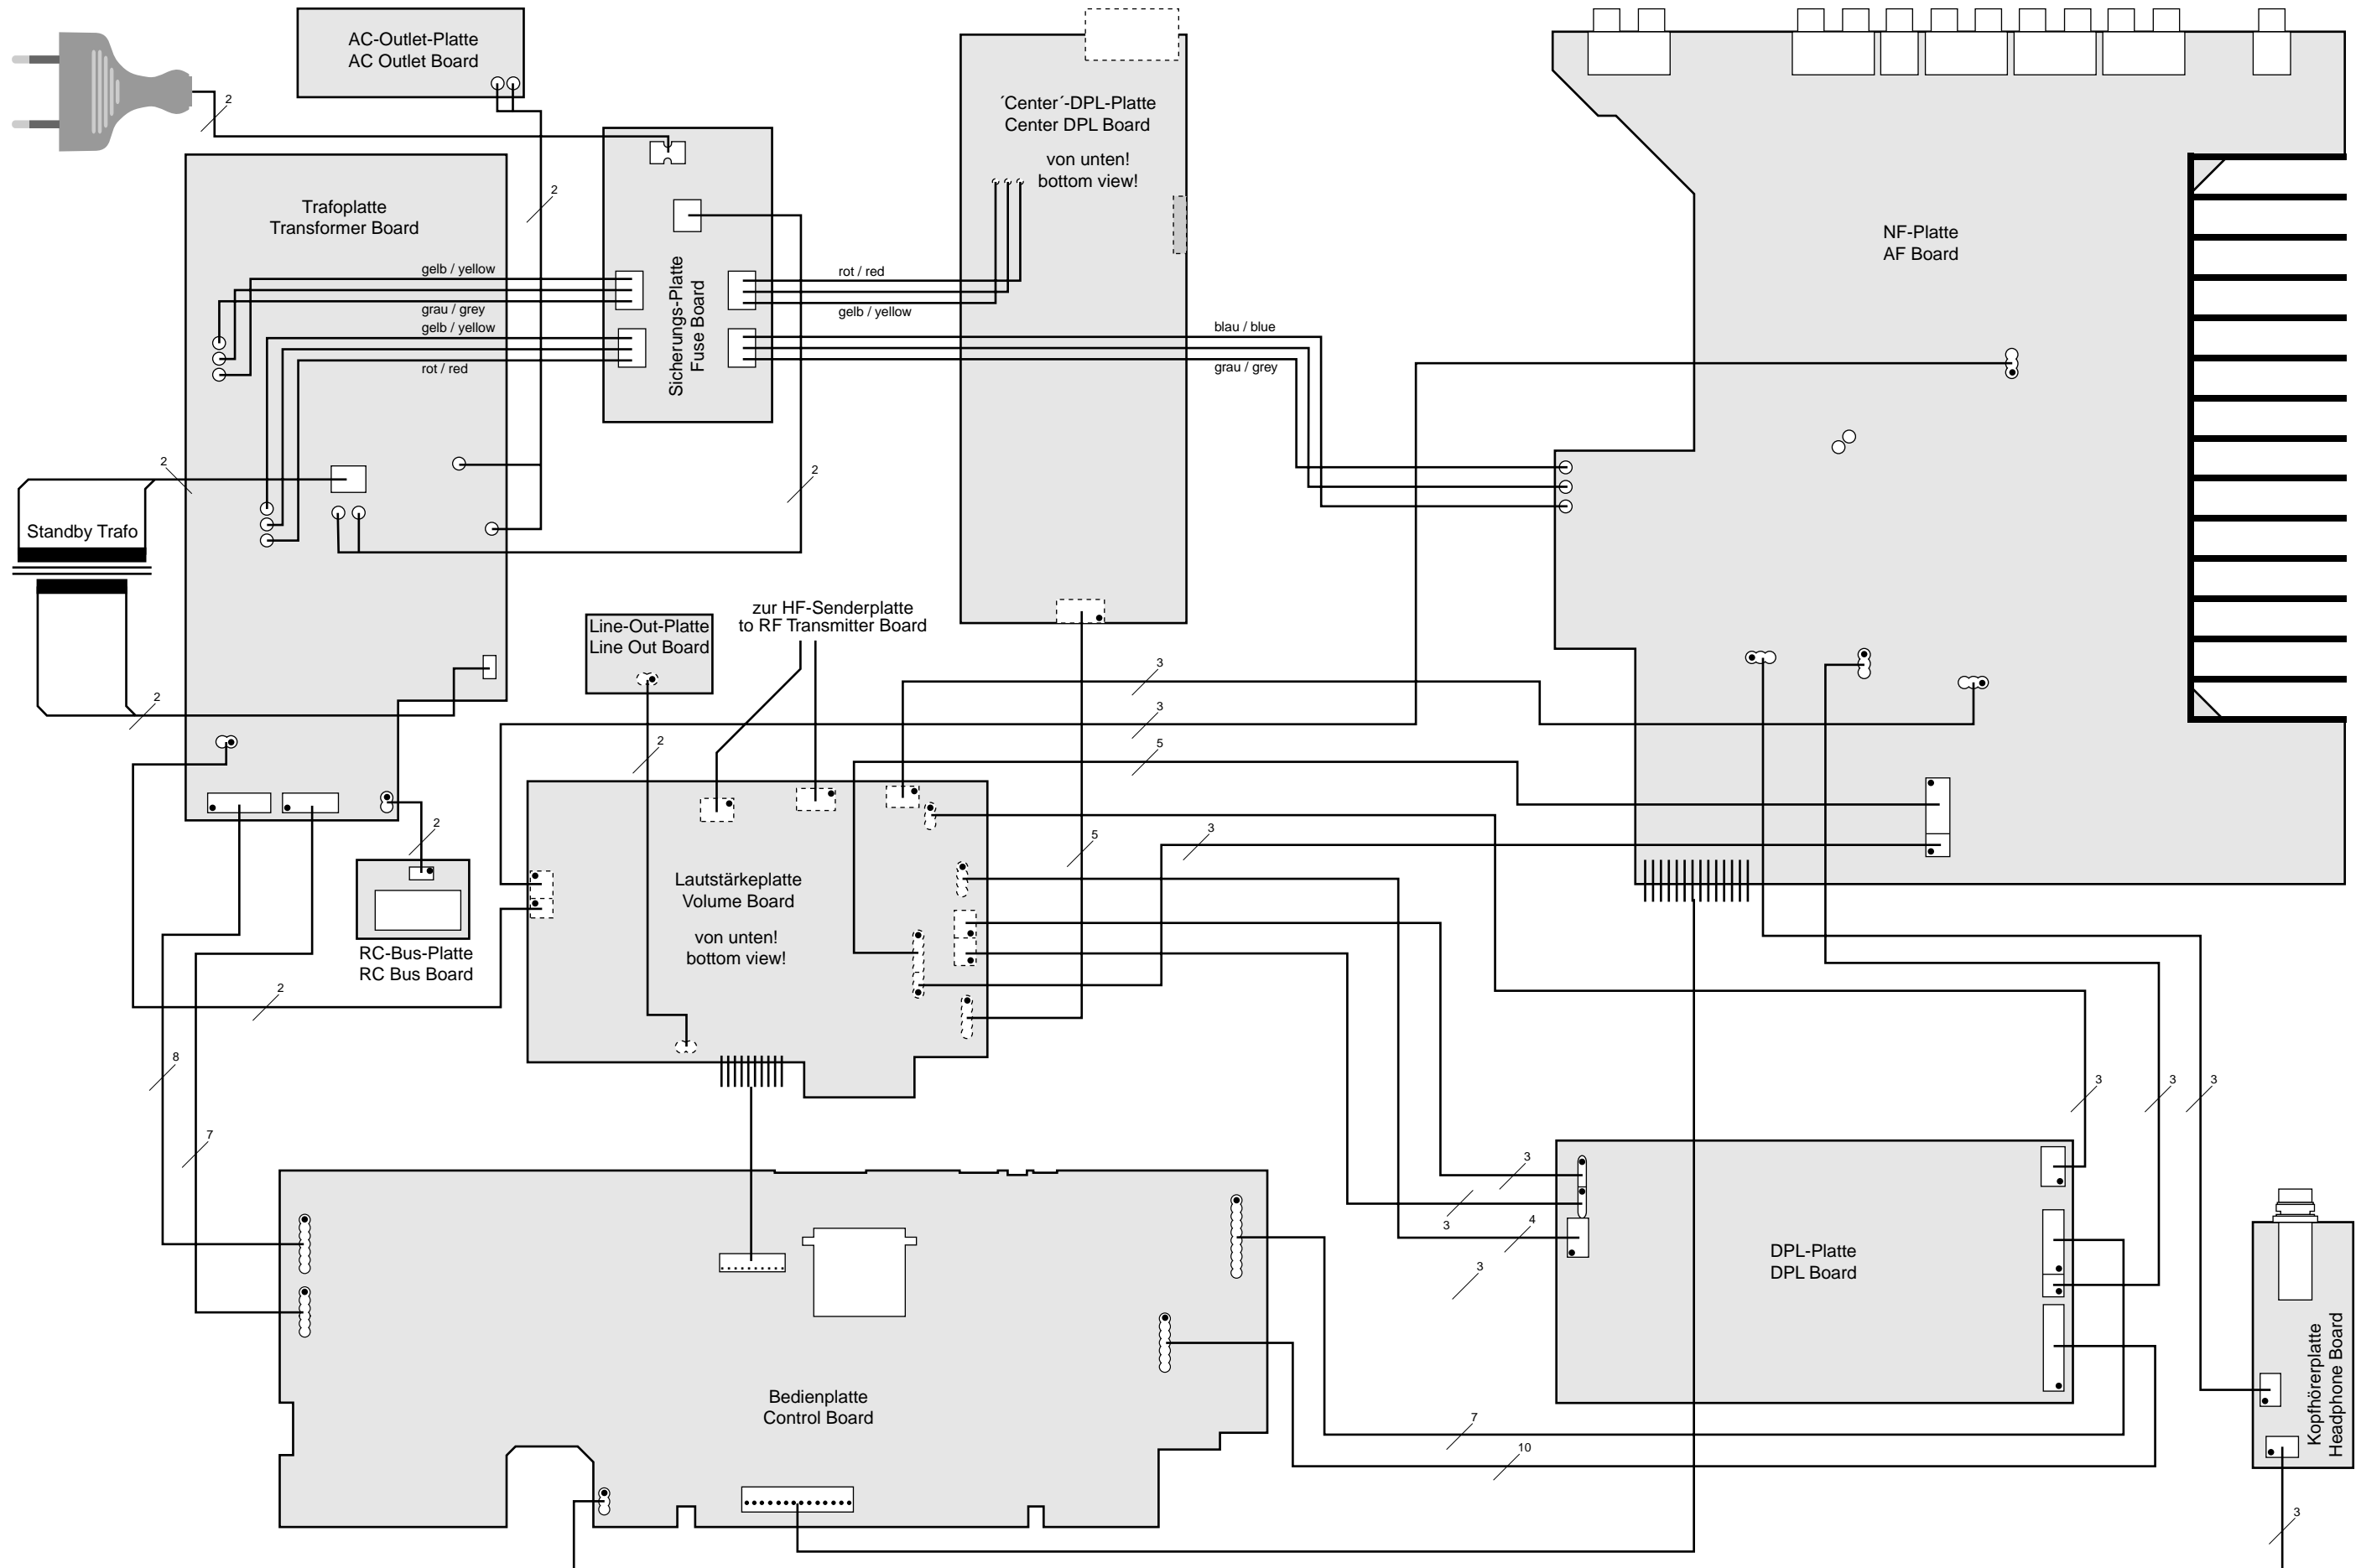 AC-Outlet-Platte
AC Outlet Board
2
Trafoplatte
Transformer Board
2
Sicherungs-Platte
Fuse Board
´Center´-DPL-Platte
Center DPL Board
von unten!
bottom view!
NF-Platte
AF Board
gelb / yellow
grau / grey
gelb / yellow
rot / red
rot / red
gelb / yellow
blau / blue
grau / grey
2
2
Standby Trafo
2
Line-Out-Platte
Line Out Board
zur HF-Senderplatte
to RF Transmitter Board
2
3
3
5
5
3
2
RC-Bus-Platte
RC Bus Board
2
Lautstärkeplatte
Volume Board
von unten!
bottom view!
8
7
3
3
3
3
3
4
3
DPL-Platte
DPL Board
Bedienplatte
Control Board
7
10
Kopfhörerplatte
Headphone Board
3